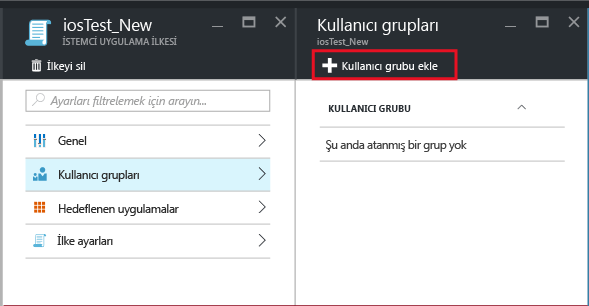 iosTest_New
İSTEMCİ UYGULAMA İLKESİ
İlkeyi sil
Ayarları filtrelemek için arayın...
Genel
Kullanıcı grupları
Hedeflenen uygulamalar
İlke ayarları
Kullanıcı grupları
iosTest_New
Kullanıcı grubu ekle
KULLANICI GRUBU
Şu anda atanmış bir grup yok